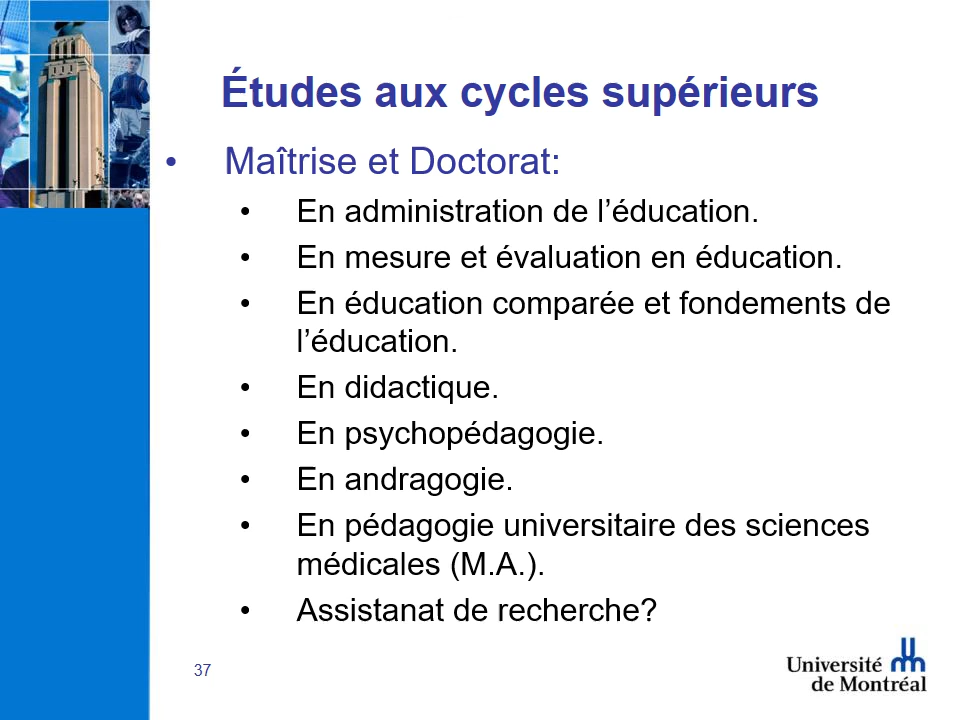 Études aux cycles supérieurs
• Maîtrise et Doctorat:
• En administration de l’éducation.
• En mesure et évaluation en éducation.
• En éducation comparée et fondements de
l’éducation.
• En didactique.
• En psychopédagogie.
• En andragogie.
• En pédagogie universitaire des sciences
médicales (M.A.).
• Assistanat de recherche?
37
Université
de Montréal